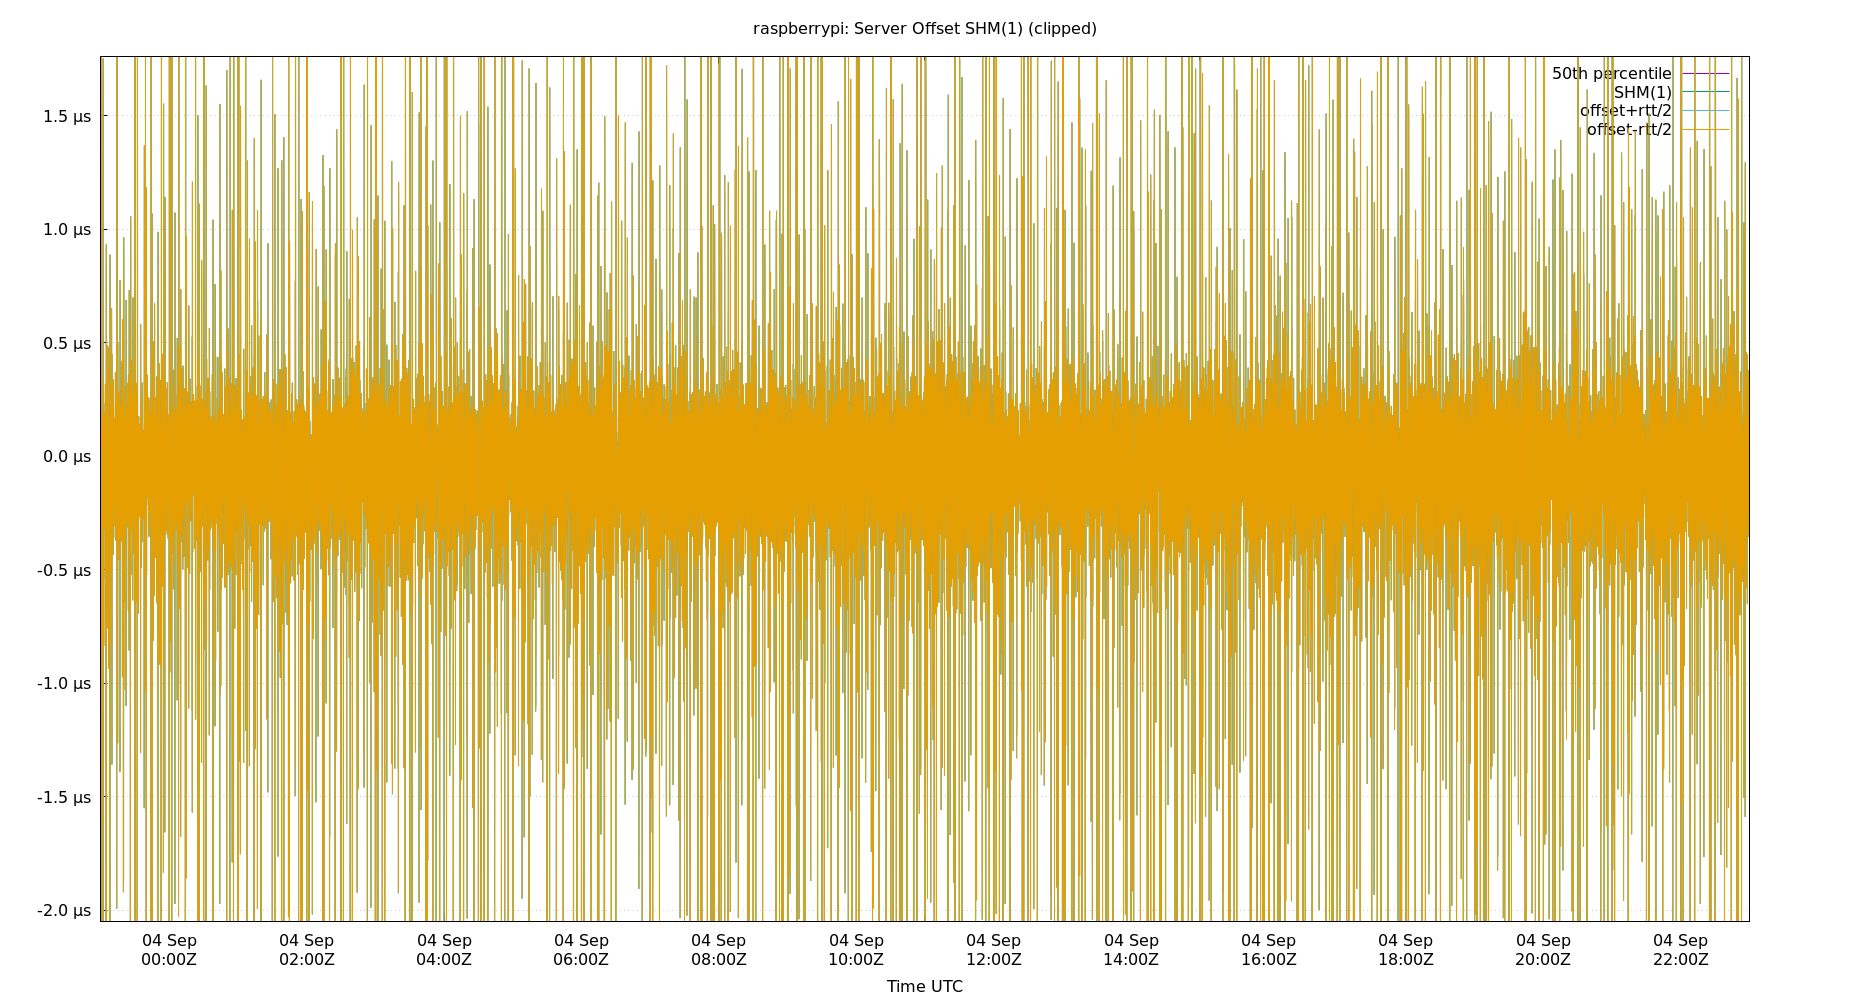 raspberrypi: Server Offset SHM(1) (clipped)
50th percentile
SHM(1)
offset+rtt/2
offset-rtt/2
1.5 µs
1.0 µs
0.5 µs
0.0 µs
-0.5 µs
-1.0 µs
-1.5 µs
-2.0 µs
04 Sep 04 Sep 04 Sep 04 Sep 04 Sep 04 Sep 04 Sep 04 Sep 04 Sep 04 Sep 04 Sep 04 Sep
00:00Z 02:00Z 04:00Z 06:00Z 08:00Z 10:00Z 12:00Z 14:00Z 16:00Z 18:00Z 20:00Z 22:00Z
Time UTC